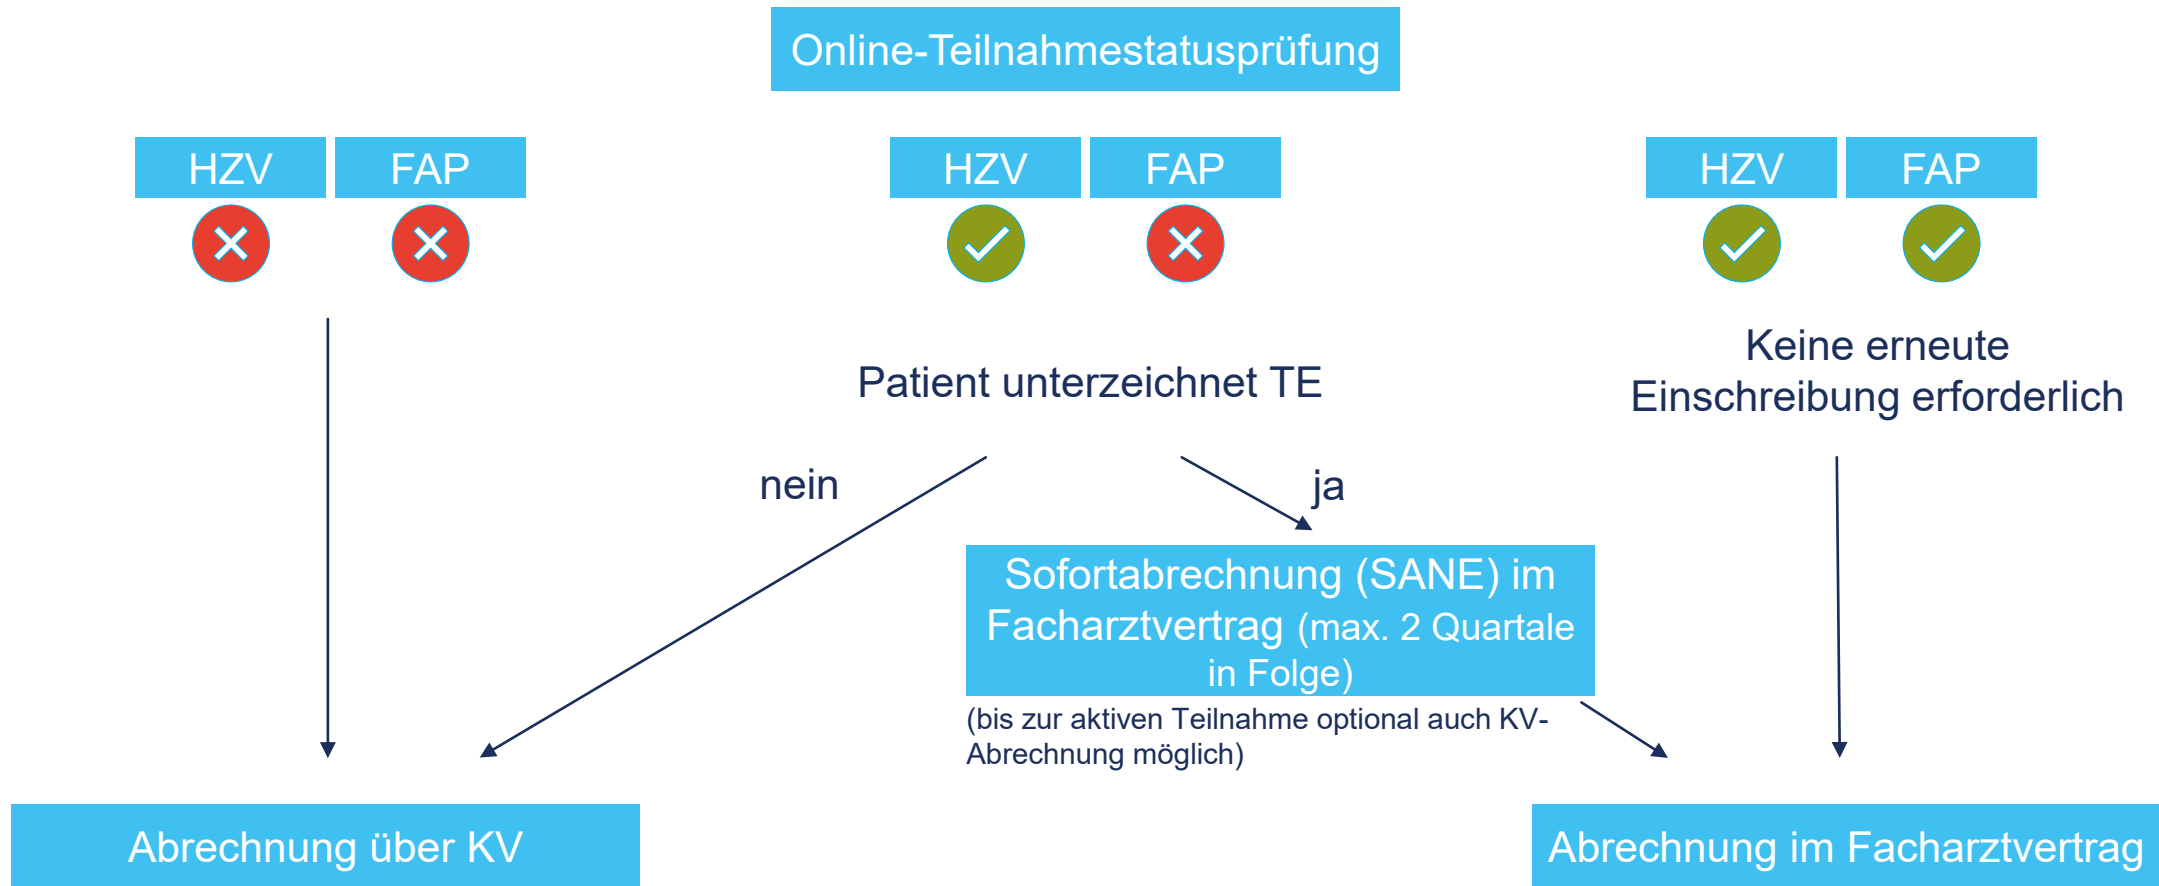 Online-Teilnahmestatusprüfung
HZV
FAP
HZV
FAP
HZV
FAP
Keine erneute
Einschreibung erforderlich
Patient unterzeichnet TE
nein
ja
Sofortabrechnung (SANE) im
Facharztvertrag (max. 2 Quartale
in Folge)
(bis zur aktiven Teilnahme optional auch KV-
Abrechnung möglich)
Abrechnung über KV
Abrechnung im Facharztvertrag